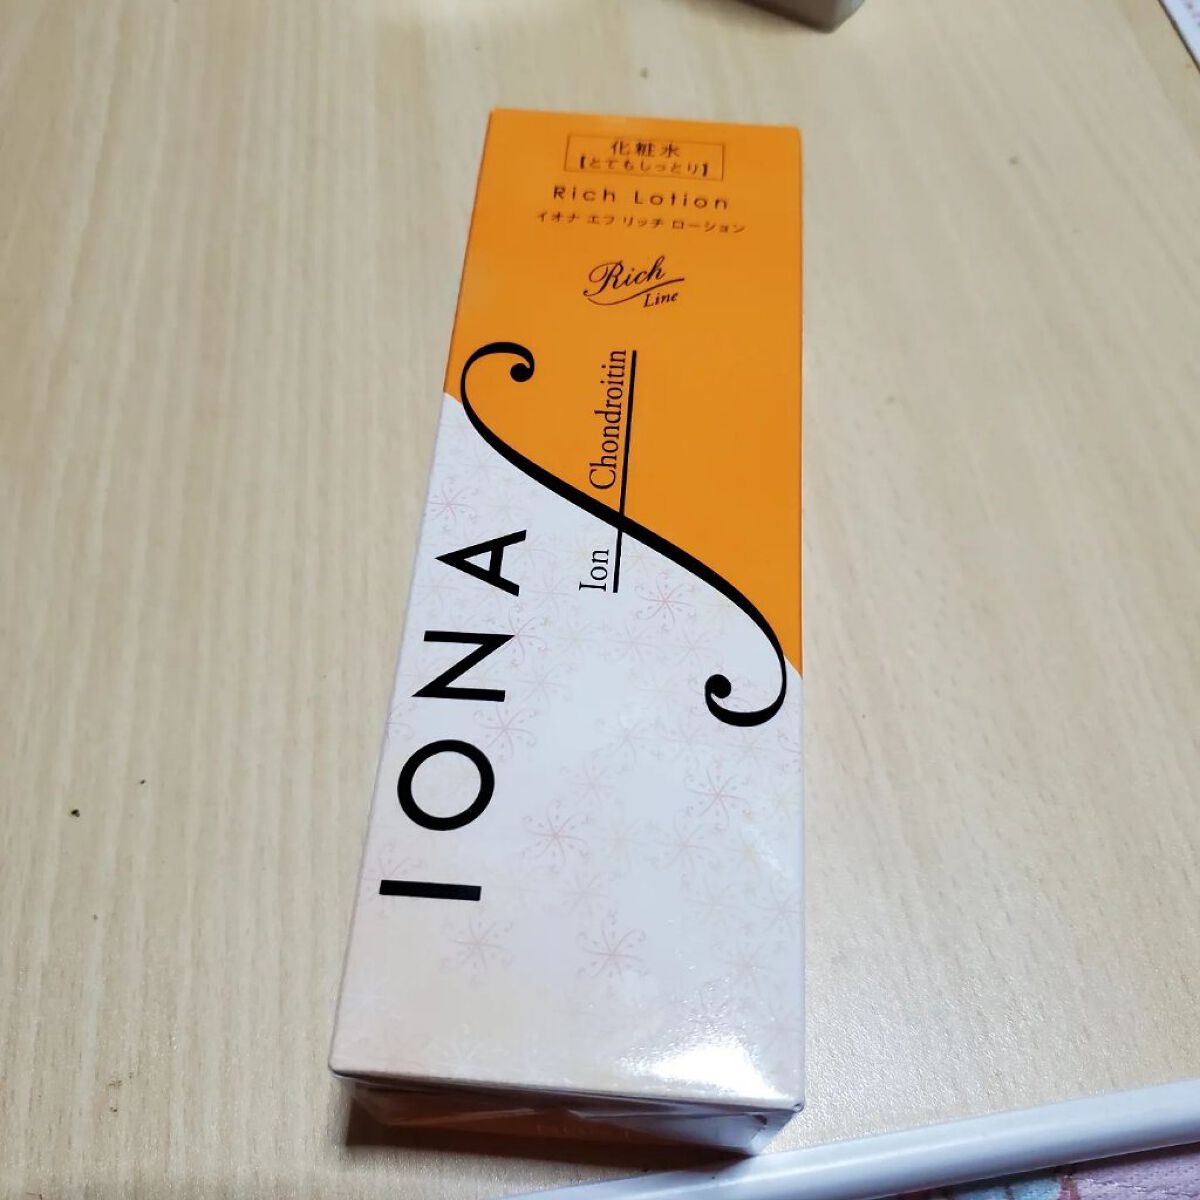 化粧水
【とてもしっとり】
Rich Lotion
イオナ エフ リッチ ローション
Rich
Line
Ion Chondroitin
IONA